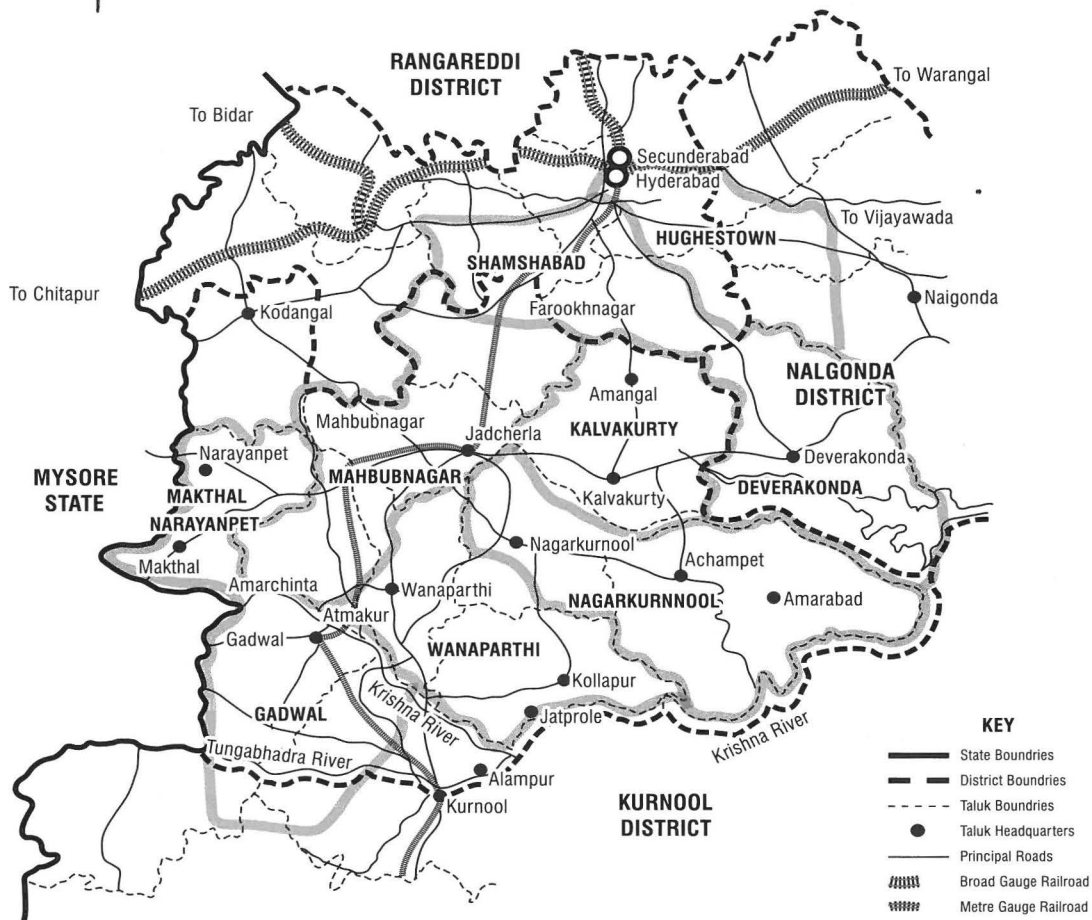 RANGAREDDI
DISTRICT
To Warangal
To Bidar
Secunderabad
Hyderabad
To Vijayawada
HUGHESTOWN
SHAMSHABAD
To Chitapur
Naigonda
Kodangal
Farookhnagar
NALGONDA
DISTRICT
Amangal
Mahbubnagar
KALVAKURTY
Jadcherla
Narayanpet
Deverakonda
MYSORE
STATE
MAHBUBNAGAR
Kalvakurty
DEVERAKONDA
MAKTHAL
NARAYANPET
Nagarkurnool
Makthal
Achampet
Amarchinta
Wanaparthi
NAGARKURNNOOL
Amarabad
Atmakur
Gadwal
WANAPARTHI
Kollapur
Krishna River
GADWAL
Jatprole
Krishna River
Tungabhadra River
Alampur
Kurnool
KURNOOL
DISTRICT
KEY
State Boundries
District Boundries
Taluk Boundries
Taluk Headquarters
Principal Roads
Broad Gauge Railroad
Metre Gauge Railroad